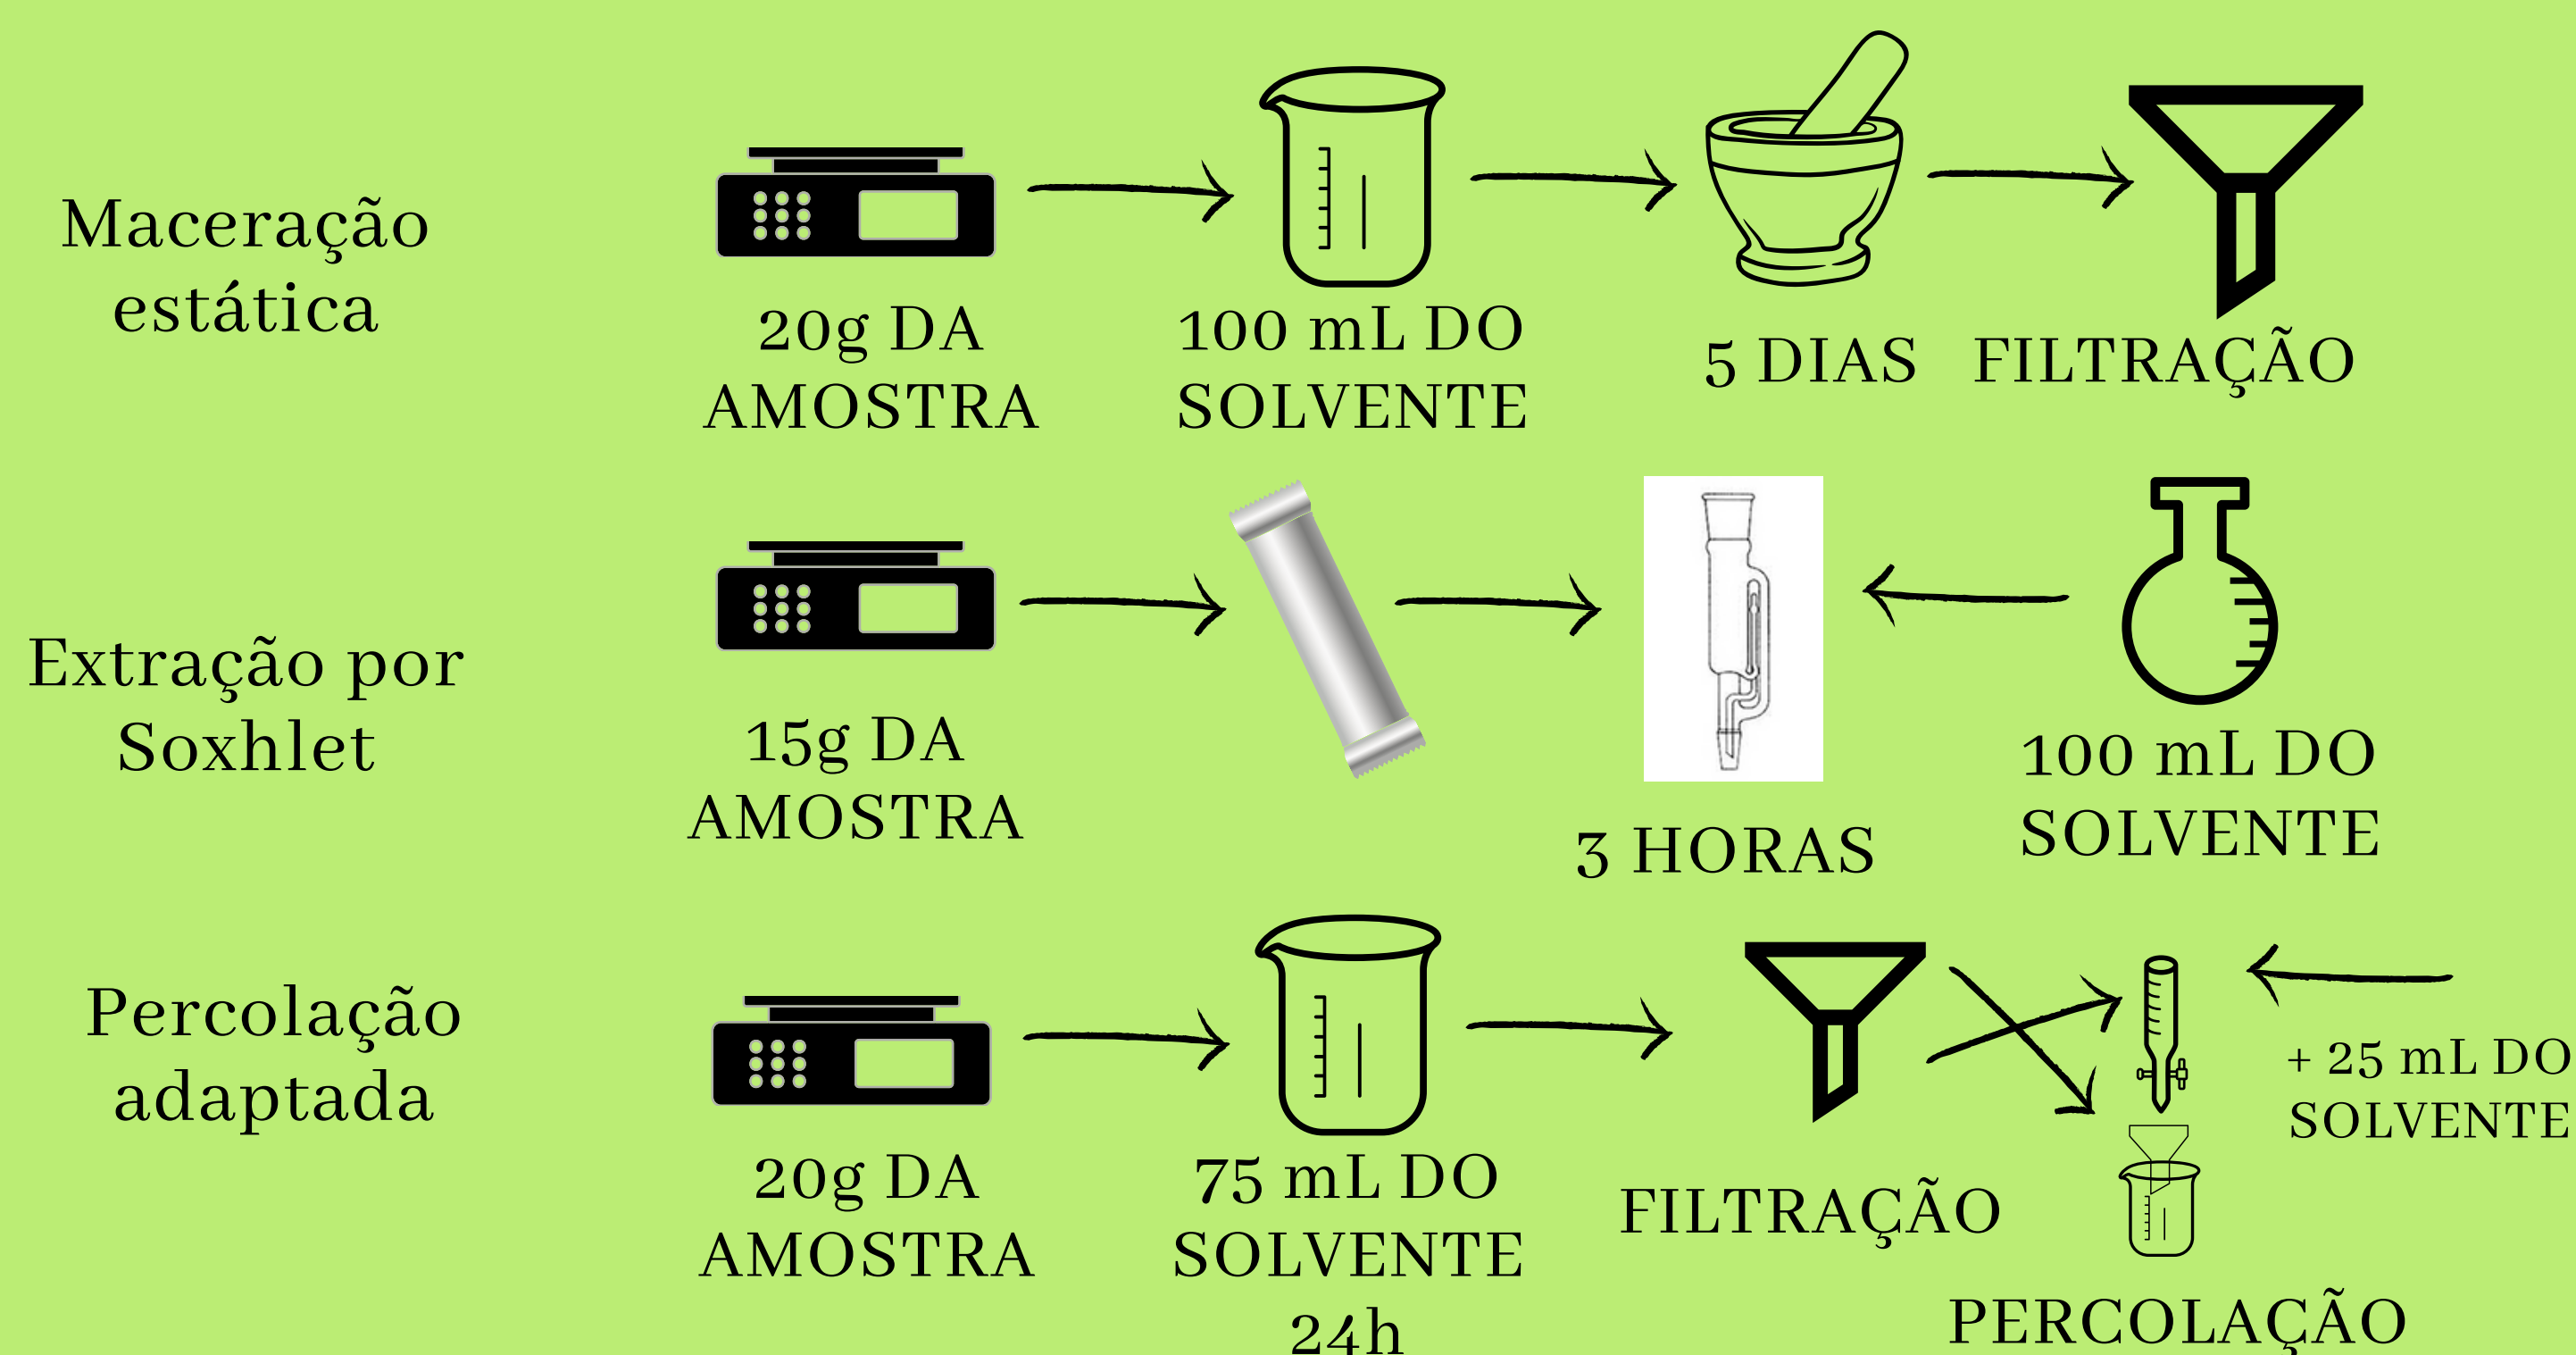 Maceração
estática
20g DA
AMOSTRA
100 mL DO
SOLVENTE
5 DIAS
FILTRAÇÃO
Extração por
Soxhlet
15g DA
AMOSTRA
3 HORAS
100 mL DO
SOLVENTE
Percolação
adaptada
20g DA
AMOSTRA
75 mL DO
SOLVENTE
24h
FILTRAÇÃO
+ 25 mL DO
SOLVENTE
PERCOLAÇÃO